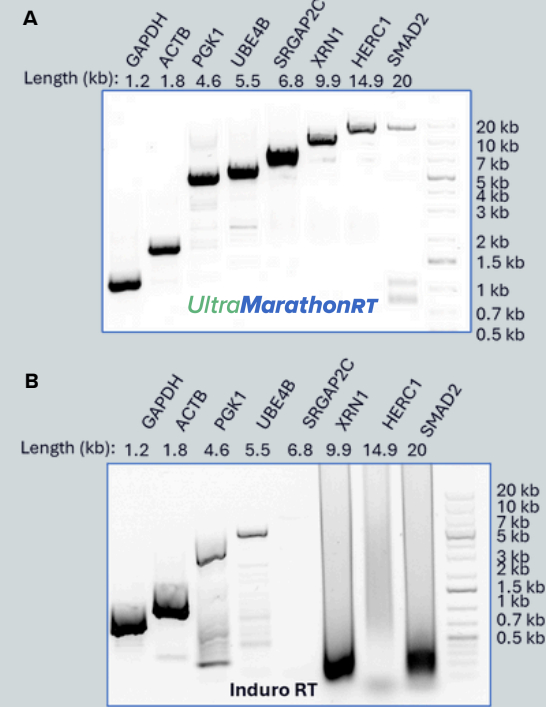 A
GAPDH ACTB PGK1 UBE4B SRGAP2C XRN1 HERC1 SMAD2
Length (kb): 1.2 1.8 4.6 5.5 6.8 9.9 14.9 20
20 kb
10 kb
7 kb
5 kb
4 kb
3 kb
2 kb
1.5 kb
1 kb
0.7 kb
0.5 kb
UltraMarathonRT
B
GAPDH ACTB PGK1 UBE4B SRGAP2C XRN1 HERC1 SMAD2
Length (kb): 1.2 1.8 4.6 5.5 6.8 9.9 14.9 20
20 kb
10 kb
7 kb
5 kb
3 kb
2 kb
1.5 kb
1 kb
0.7 kb
0.5 kb
Induro RT